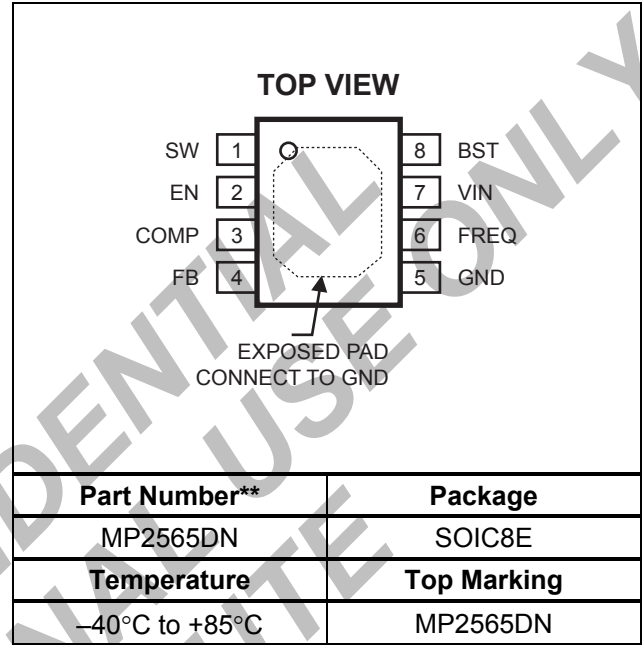 TOP VIEW
SW 1 8 BST
EN 2 7 VIN
COMP 3 6 FREQ
FB 4 5 GND
EXPOSED PAD
CONNECT TO GND
Part Number** Package
MP2565DN SOIC8E
Temperature Top Marking
–40°C to +85°C MP2565DN